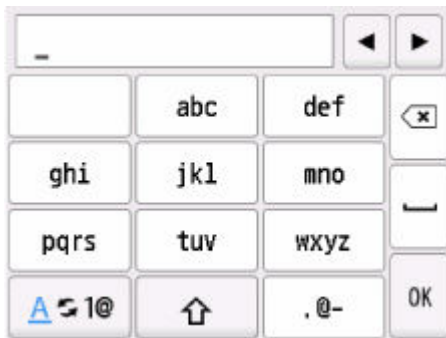 _
abc def
ghi jkl mno
pqrs tuv wxyz
A 1@ .@- OK